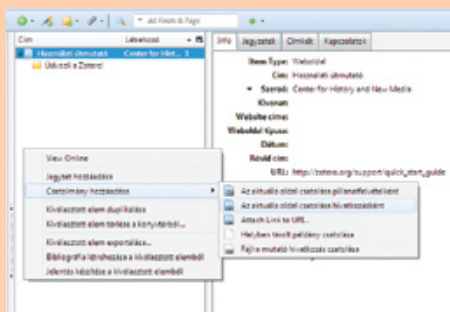 All Fields & Tags
Cím Létrehozó
Használati útmutató Center for Hist... 1
Üdvözli a Zotero!
Info Jegyzetek Címkék Kapcsolatok
Item Type: Weboldal
Cím: Használati útmutató
Szerző: Center for History and New Media
Kivonat:
Website címe:
Weboldal típusa:
Dátum:
Rövid cím:
URL: http://zotero.org/support/quick_start_guide
View Online
Jegyzet hozzáadása
Csatolmány hozzáadása
Kiválasztott elem duplikálása
Kiválasztott elem törlése a könyvtárból...
Kiválasztott elem exportálása...
Bibliográfia létrehozása a kiválasztott elemből
Jelentés készítése a kiválasztott elemből
Az aktuális oldal csatolása pillanatfelvételként
Az aktuális oldal csatolása hivatkozásként
Attach Link to URI...
Helyben tárolt példány csatolása
Fájlra mutató hivatkozás csatolása